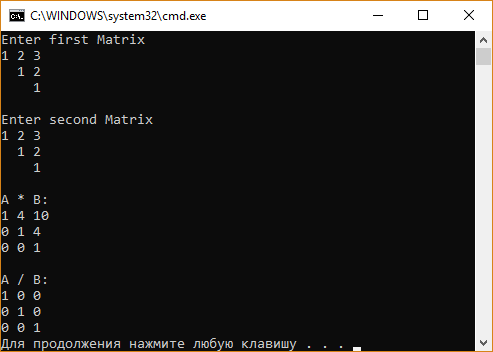 C:\WINDOWS\system32\cmd.exe
Enter first Matrix
1 2 3
  1 2
    1

Enter second Matrix
1 2 3
  1 2
    1

A * B:
1 4 10
0 1 4
0 0 1

A / B:
1 0 0
0 1 0
0 0 1
Для продолжения нажмите любую клавишу . . .